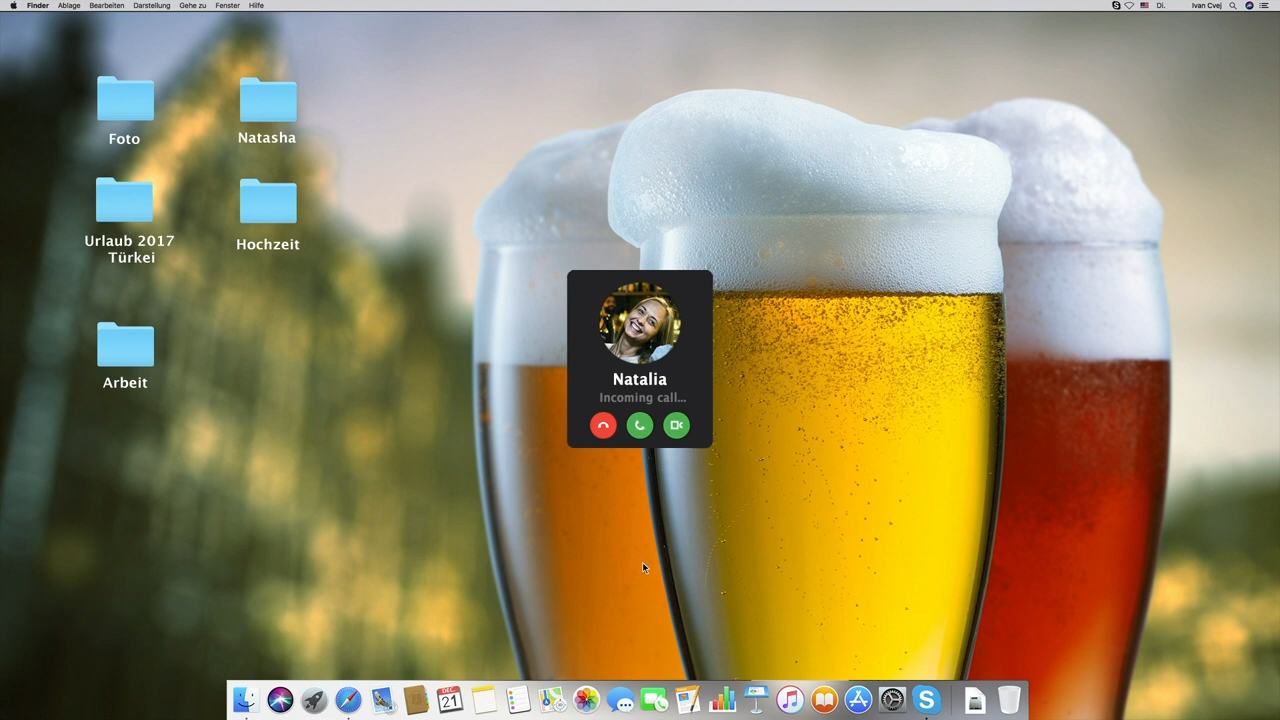 Finder Ablage Bearbeiten Darstellung Gehe zu Fenster Hilfe
Di. Ivan Cvej
Foto
Natasha
Urlaub 2017
Türkei
Hochzeit
Arbeit
Natalia
Incoming call...
DEC
21